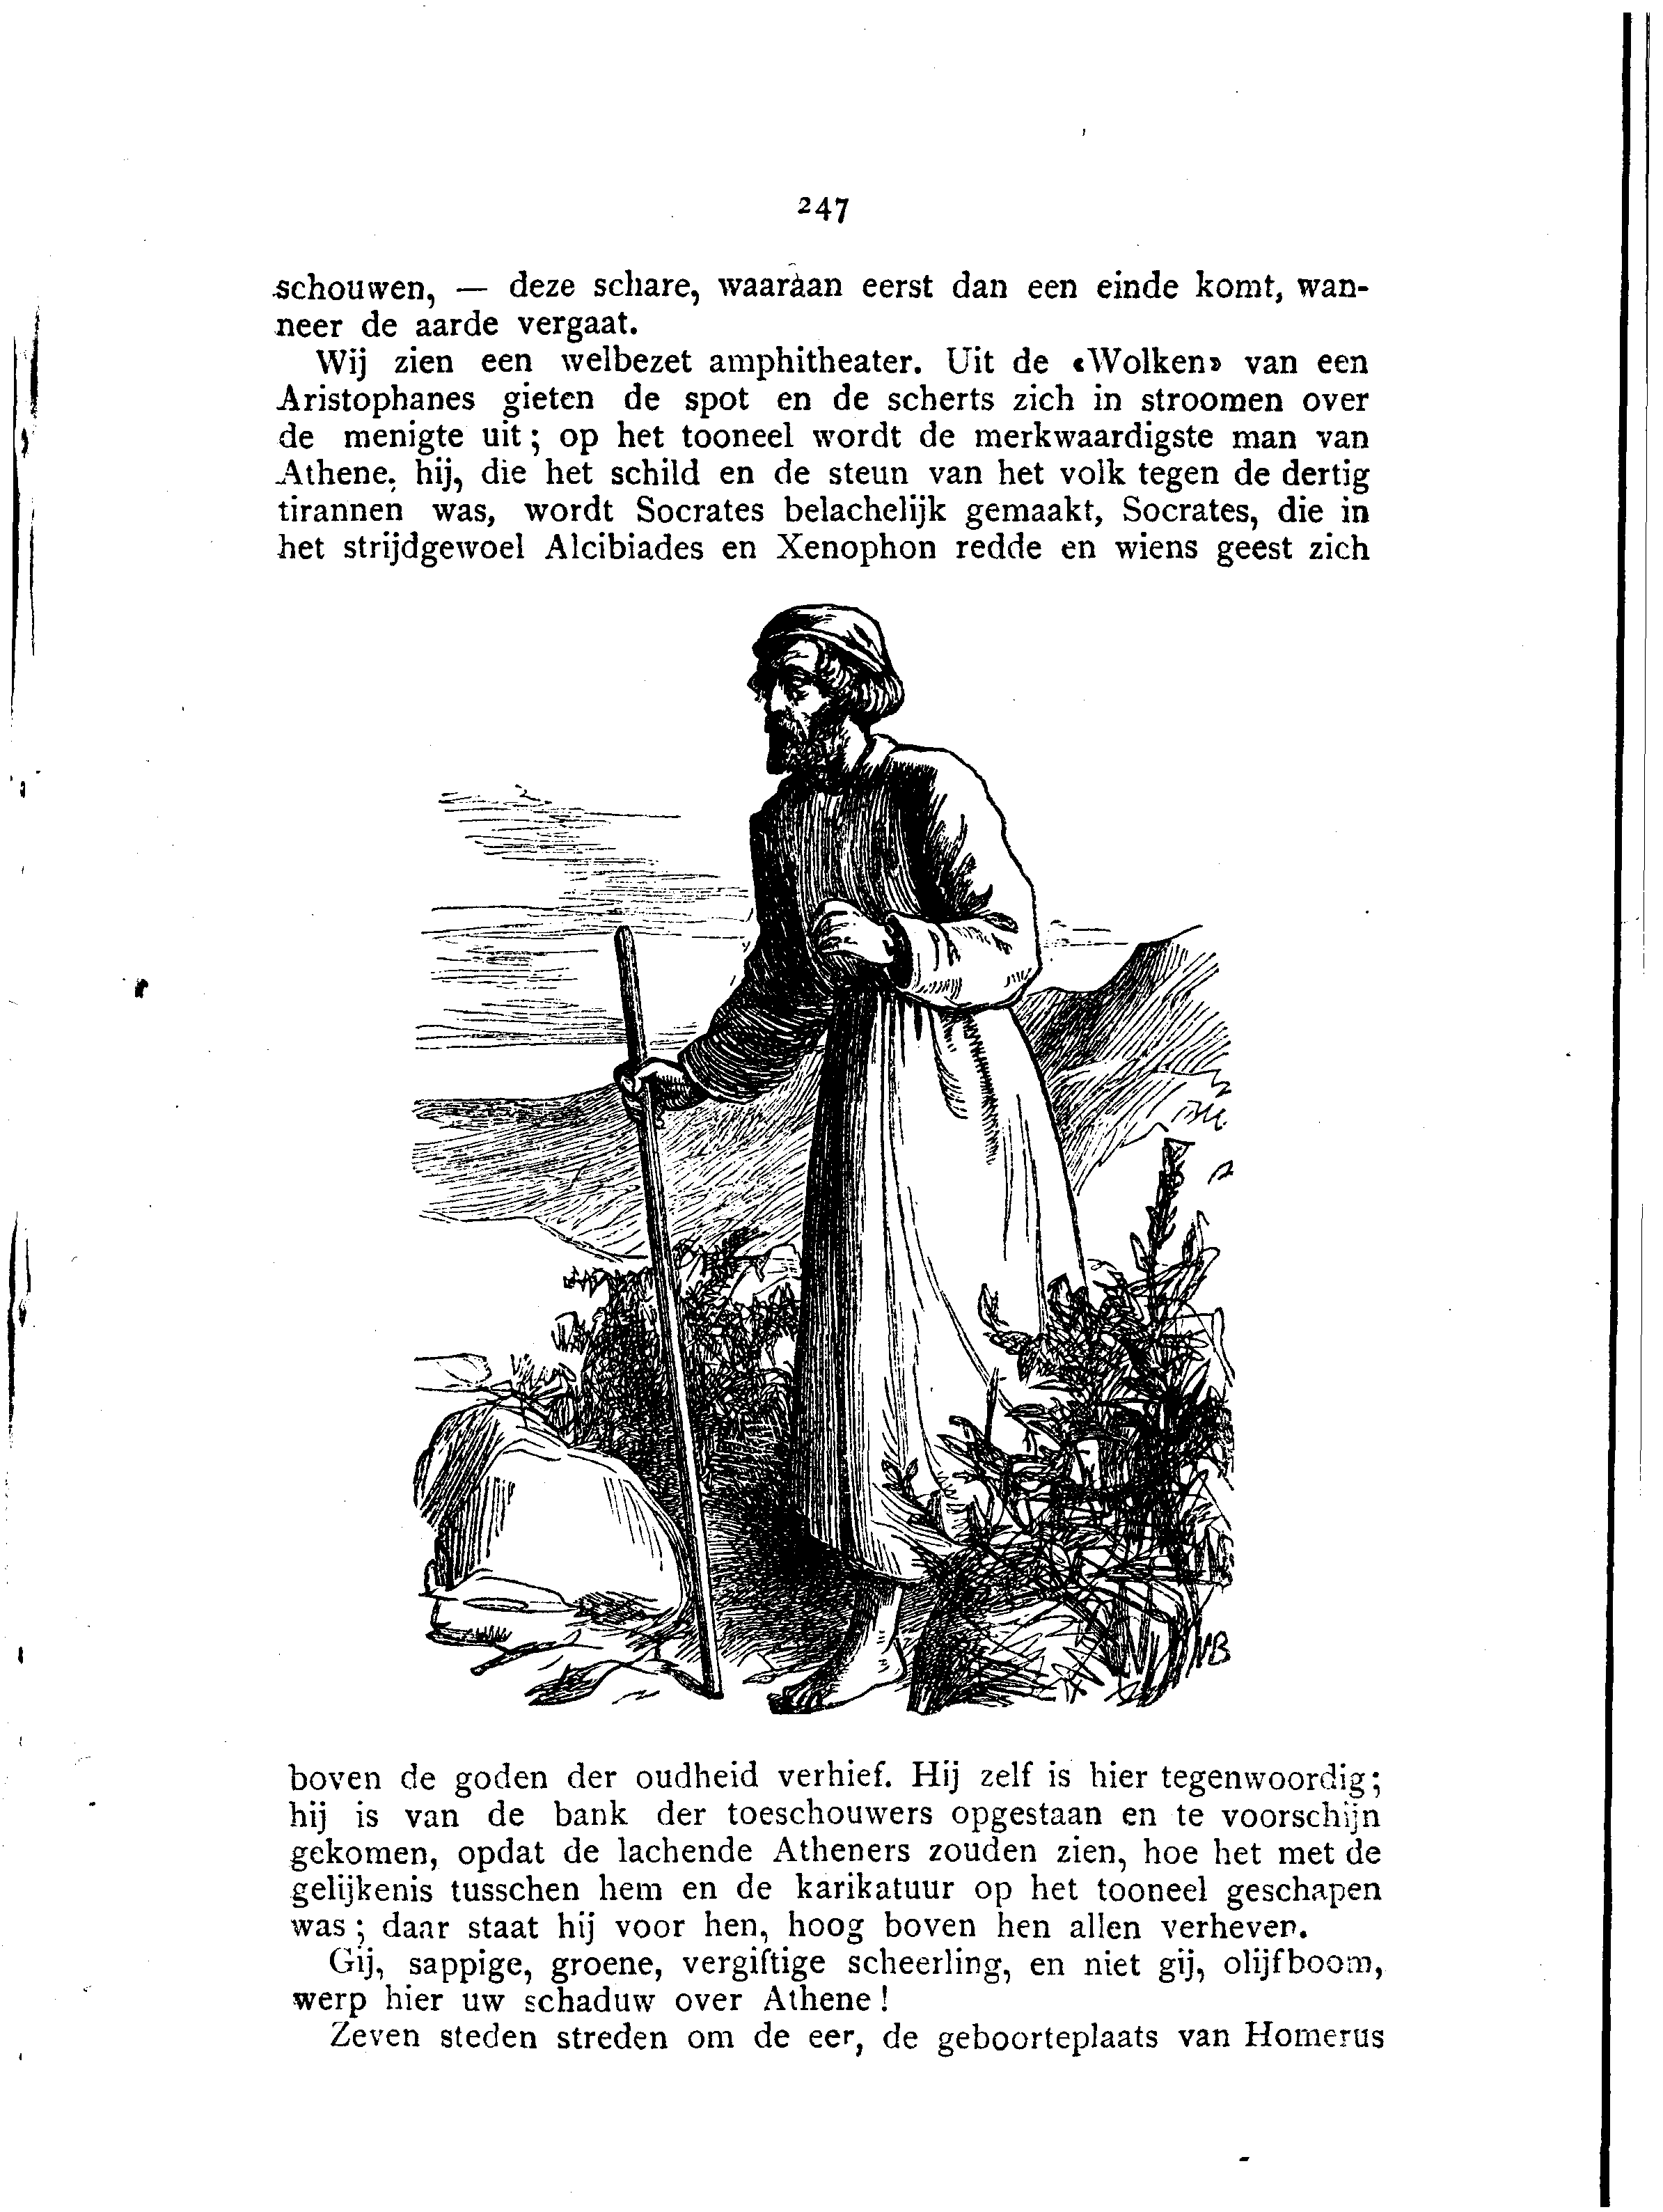 247
schouwen, — deze schare, waaraan eerst dan een einde komt, wan-
neer de aarde vergaat.
Wij zien een welbezet amphitheater. Uit de «Wolken» van een
Aristophanes gieten de spot en de scherts zich in stroomen over
de menigte uit; op het tooneel wordt de merkwaardigste man van
Athene, hij, die het schild en de steun van het volk tegen de dertig
tirannen was, wordt Socrates belachelijk gemaakt, Socrates, die in
het strijdgewoel Alcibiades en Xenophon redde en wiens geest zich
VB
boven de goden der oudheid verhief. Hij zelf is hier tegenwoordig;
hij is van de bank der toeschouwers opgestaan en te voorschijn
gekomen, opdat de lachende Atheners zouden zien, hoe het met de
gelijkenis tusschen hem en de karikatuur op het tooneel geschapen
was; daar staat hij voor hen, hoog boven hen allen verheven.
Gij, sappige, groene, vergiftige scheerling, en niet gij, olijfboom,
werp hier uw schaduw over Athene!
Zeven steden streden om de eer, de geboorteplaats van Homerus